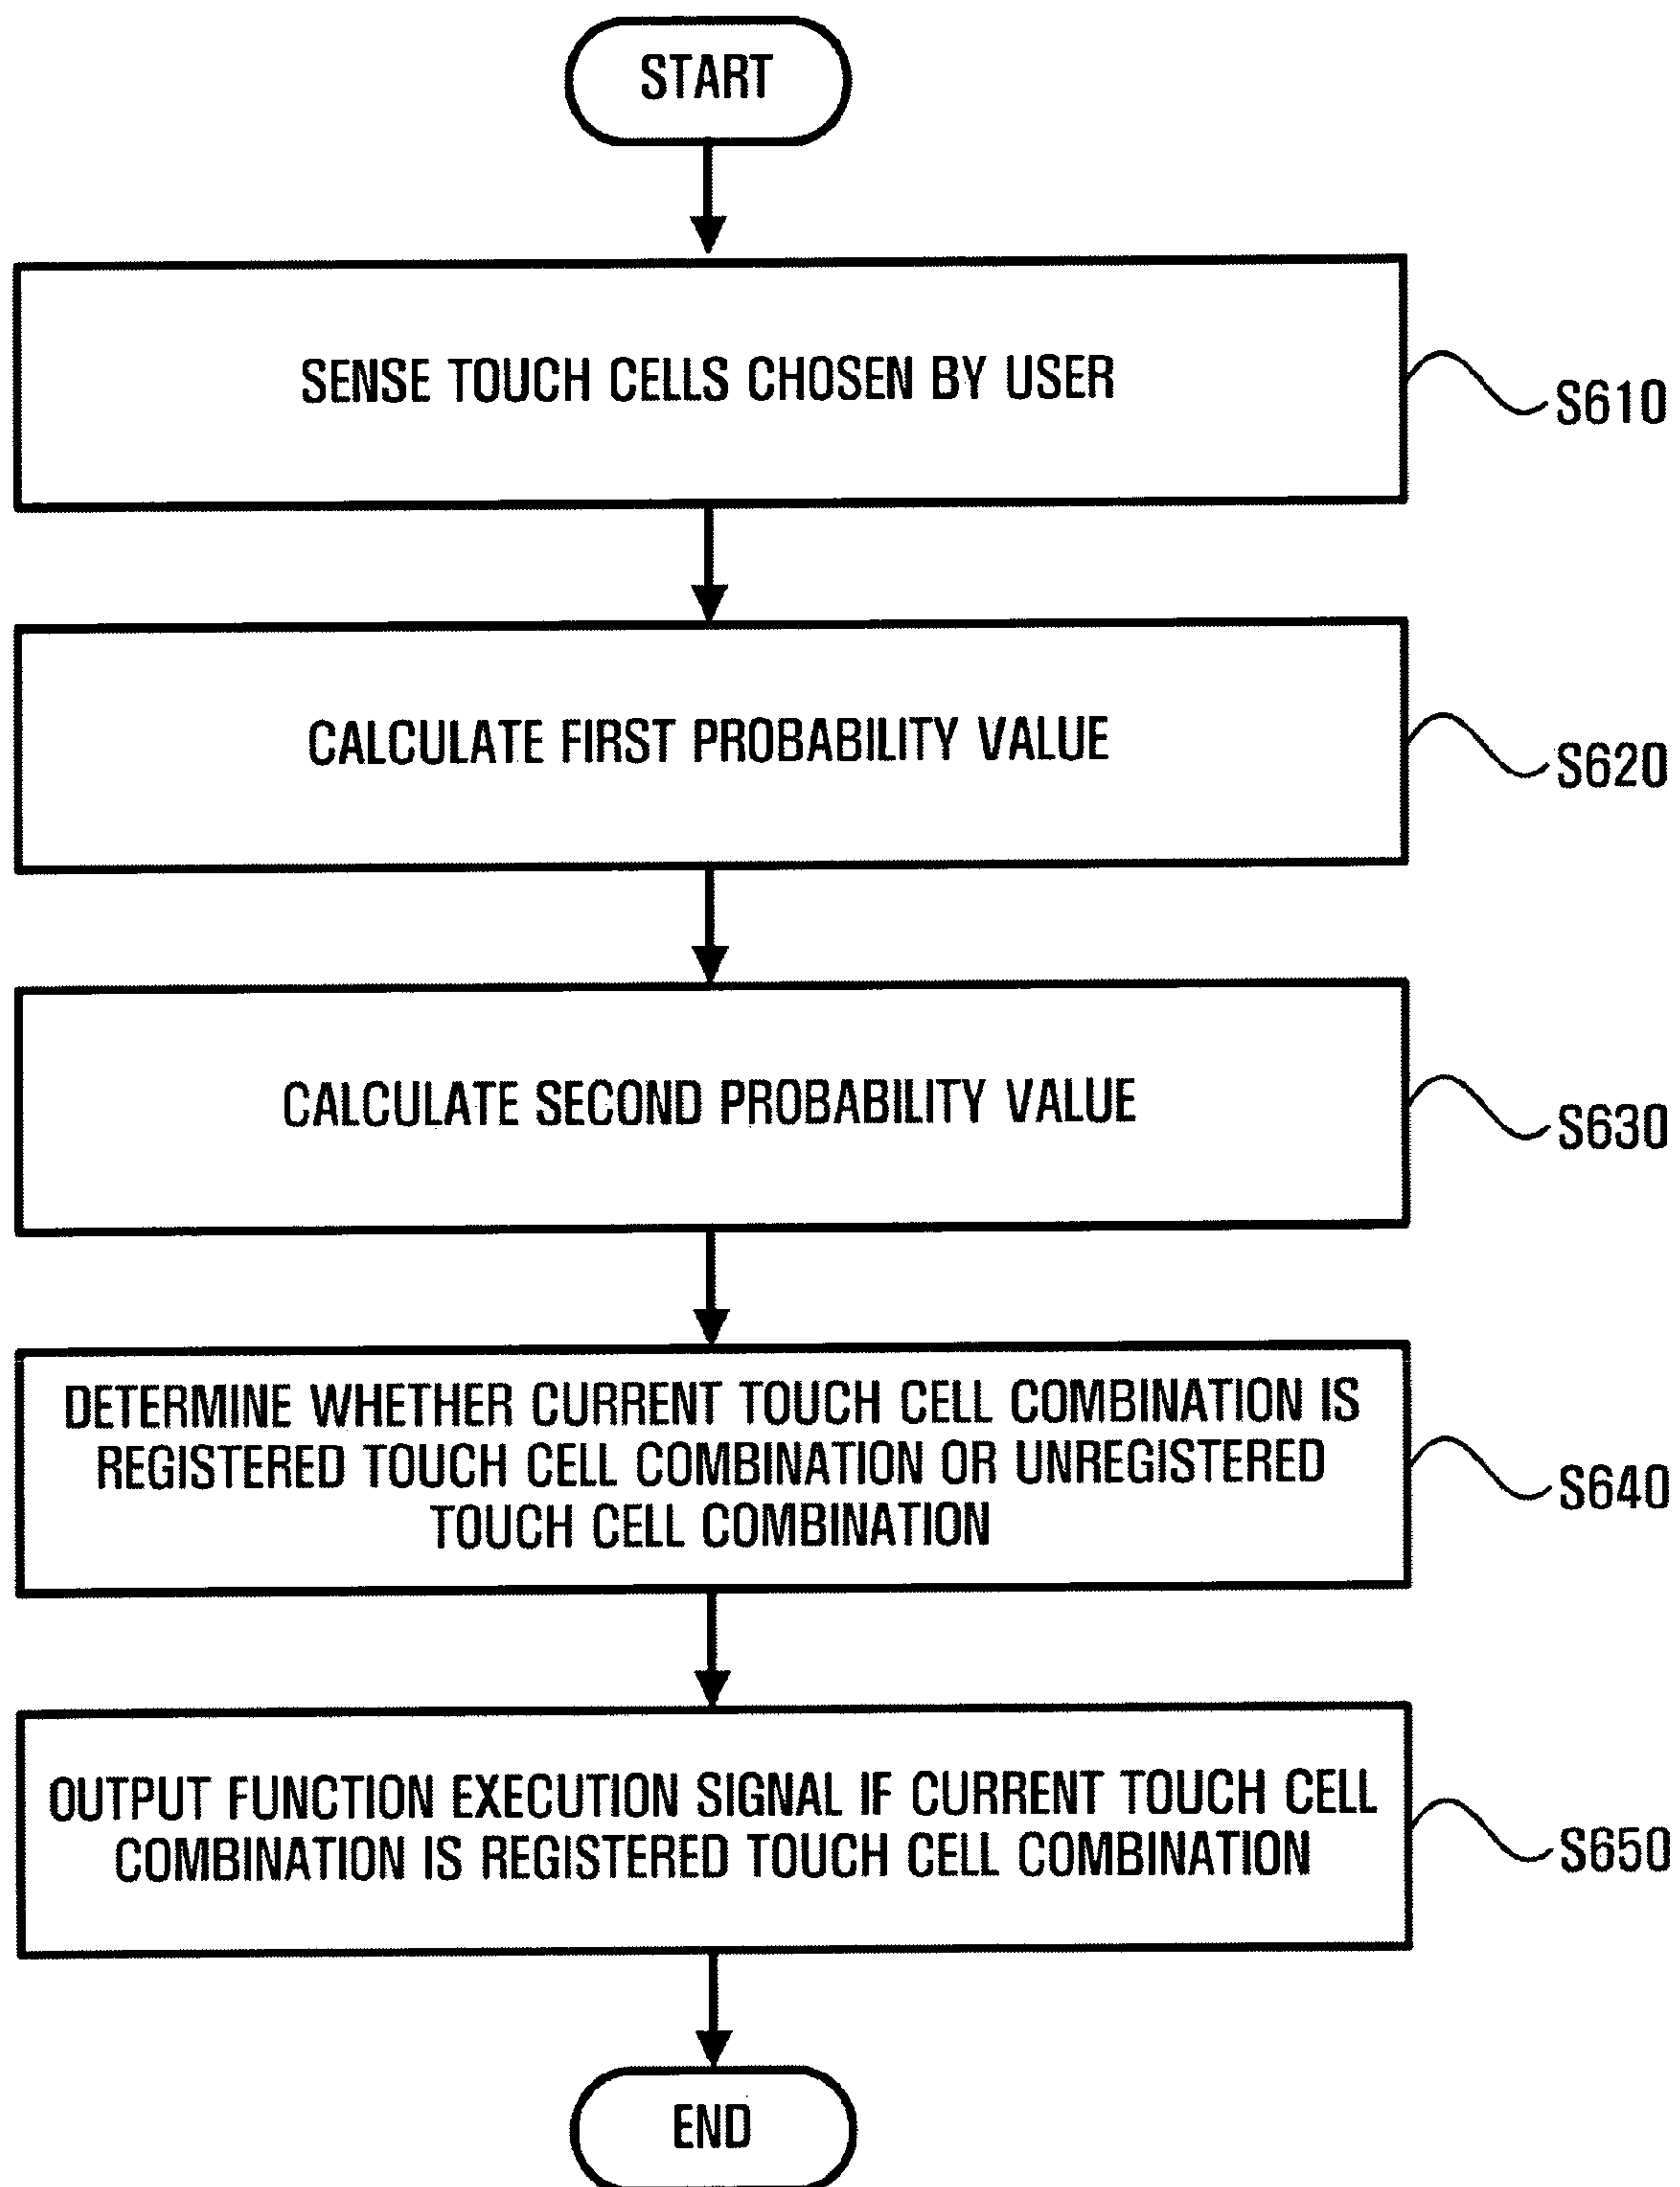 START
SENSE TOUCH CELLS CHOSEN BY USER
S610
CALCULATE FIRST PROBABILITY VALUE
S620
CALCULATE SECOND PROBABILITY VALUE
S630
DETERMINE WHETHER CURRENT TOUCH CELL COMBINATION IS
REGISTERED TOUCH CELL COMBINATION OR UNREGISTERED
TOUCH CELL COMBINATION
S640
OUTPUT FUNCTION EXECUTION SIGNAL IF CURRENT TOUCH CELL
COMBINATION IS REGISTERED TOUCH CELL COMBINATION
S650
END